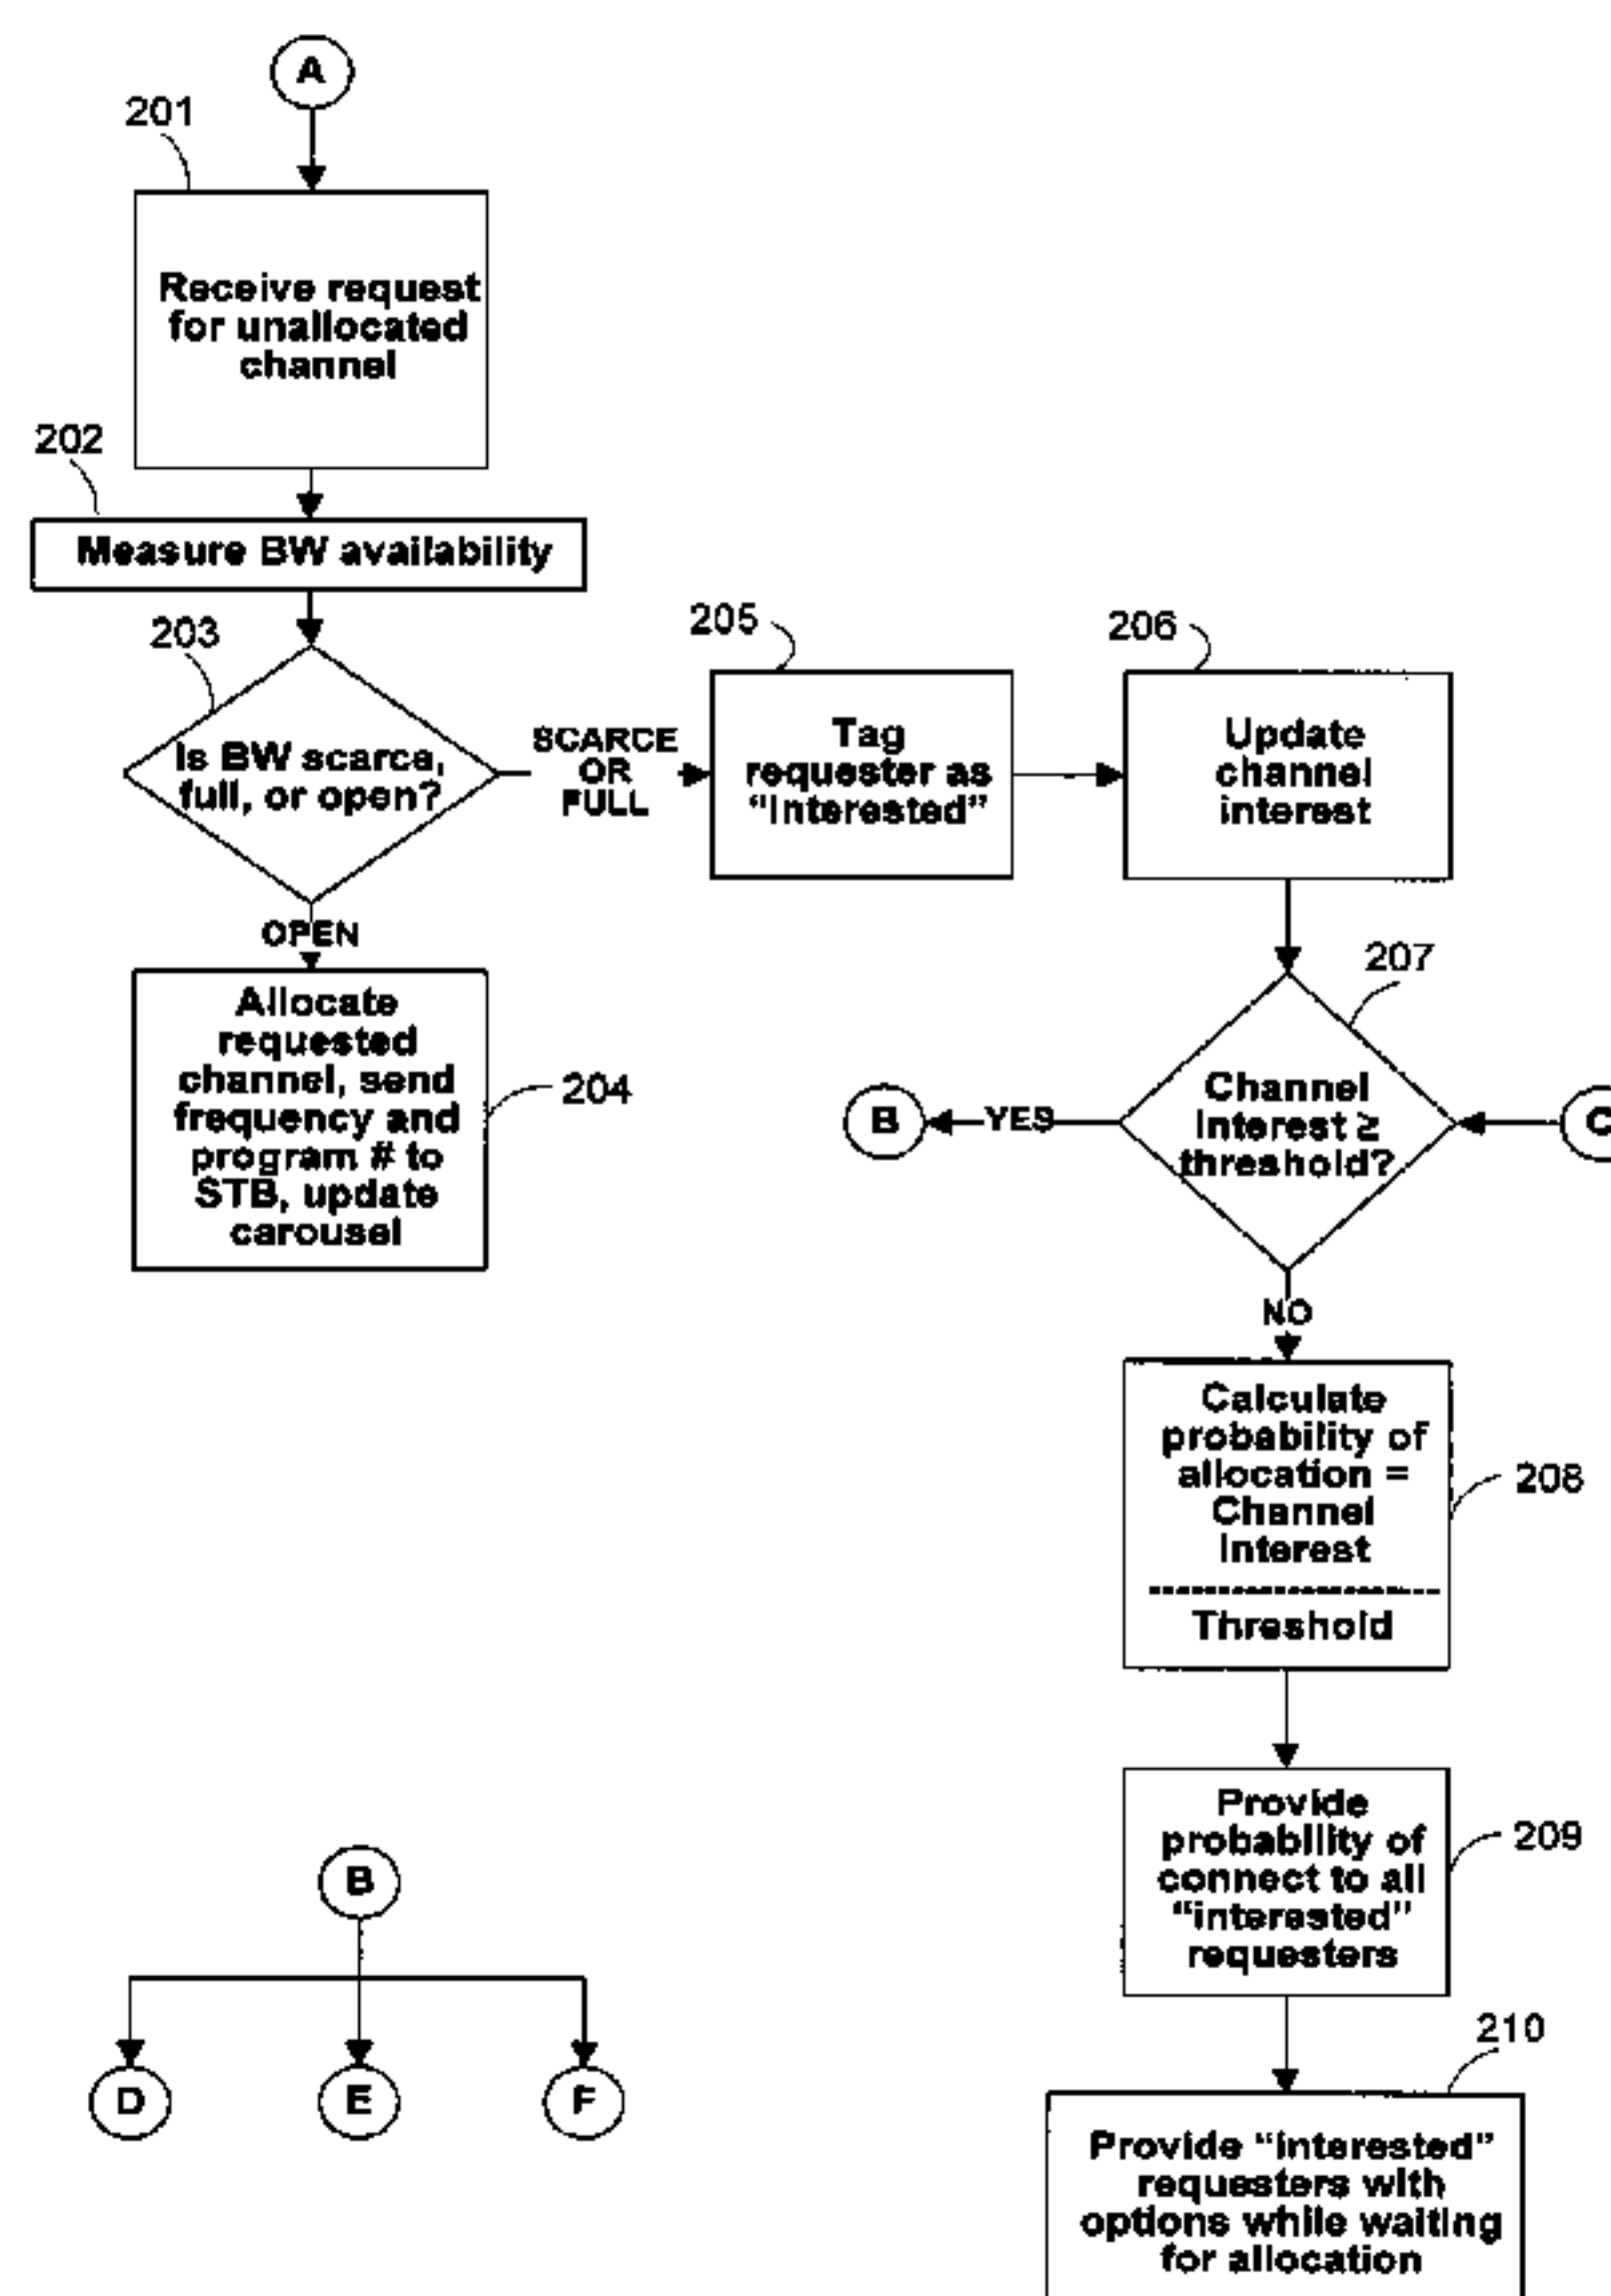 A
201
Receive request
for unallocated
channel
202
Measure BW availability
203
Is BW scarce,
full, or open?
SCARCE
OR
FULL
205
Tag
requester as
“Interested”
206
Update
channel
interest
OPEN
Allocate
requested
channel, send
frequency and
program # to
STB, update
carousel
204
207
Channel
Interest ≥
threshold?
YES
B
C
NO
Calculate
probability of
allocation =
Channel
Interest
Threshold
208
Provide
probability of
connect to all
“interested”
requesters
209
B
D
E
F
210
Provide “interested”
requesters with
options while waiting
for allocation